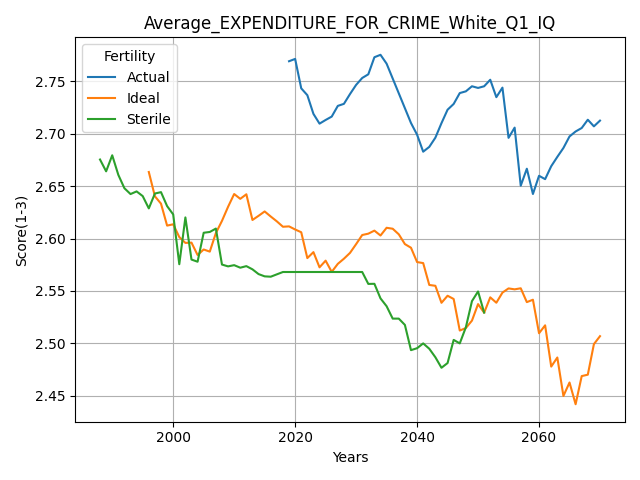 Average_EXPENDITURE_FOR_CRIME_White_Q1_IQ
Fertility
Actual
Ideal
Sterile
Score(1-3)
2.75
2.70
2.65
2.60
2.55
2.50
2.45
2000
2020
2040
2060
Years